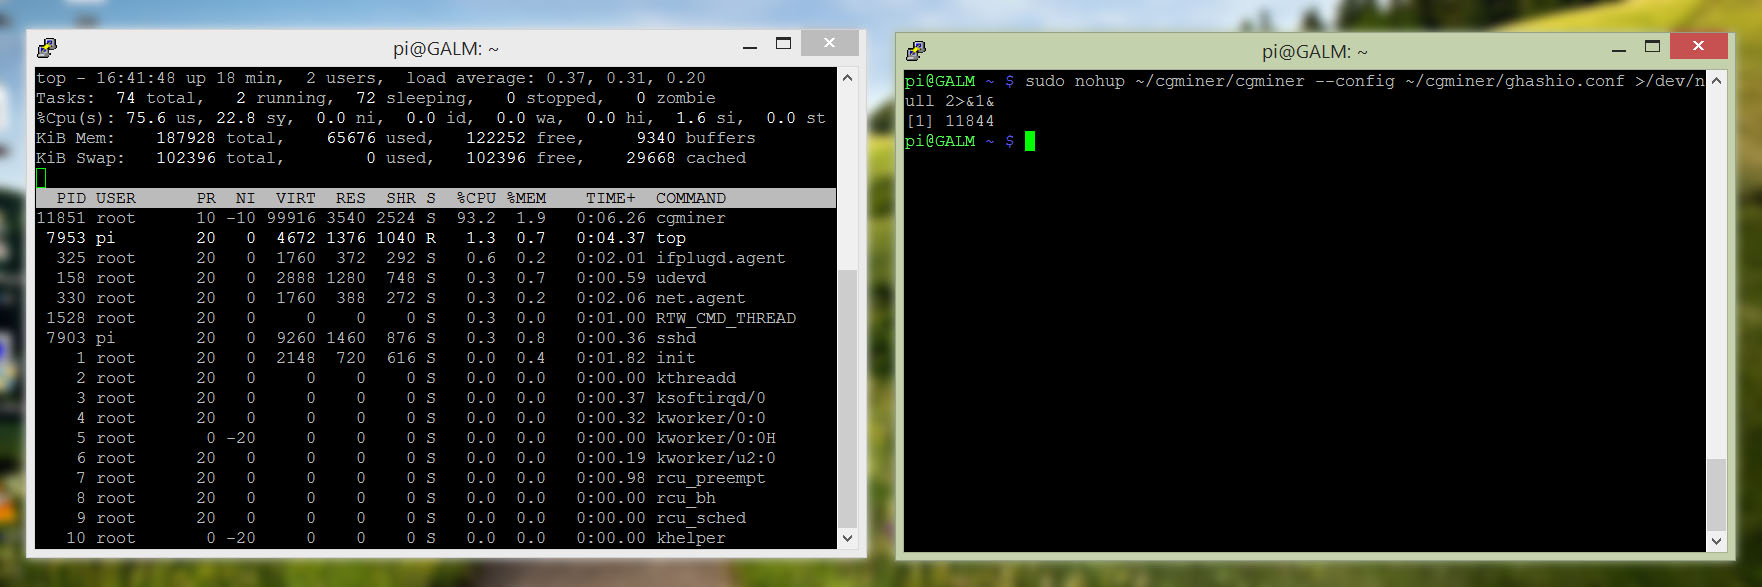 pi@GALM: ~
top - 16:41:48 up 18 min,  2 users,  load average: 0.37, 0.31, 0.20
Tasks:  74 total,   2 running,  72 sleeping,   0 stopped,   0 zombie
%Cpu(s): 75.6 us, 22.8 sy,  0.0 ni,  0.0 id,  0.0 wa,  0.0 hi,  1.6 si,  0.0 st
KiB Mem:    187928 total,    65676 used,   122252 free,     9340 buffers
KiB Swap:   102396 total,        0 used,   102396 free,    29668 cached
PID USER      PR  NI  VIRT  RES  SHR S  %CPU %MEM    TIME+  COMMAND
11851 root      10 -10 99916 3540 2524 S  93.2  1.9   0:06.26 cgminer
7953 pi        20   0  4672 1376 1040 R   1.3  0.7   0:04.37 top
325 root      20   0  1760  372  292 S   0.6  0.2   0:02.01 ifplugd.agent
158 root      20   0  2888 1280  748 S   0.3  0.7   0:00.59 udevd
330 root      20   0  1760  388  272 S   0.3  0.2   0:02.06 net.agent
1528 root      20   0     0    0    0 S   0.3  0.0   0:01.00 RTW_CMD_THREAD
7903 pi        20   0  9260 1460  876 S   0.3  0.8   0:00.36 sshd
1 root      20   0  2148  720  616 S   0.0  0.4   0:01.82 init
2 root      20   0     0    0    0 S   0.0  0.0   0:00.00 kthreadd
3 root      20   0     0    0    0 S   0.0  0.0   0:00.37 ksoftirqd/0
4 root      20   0     0    0    0 S   0.0  0.0   0:00.32 kworker/0:0
5 root       0 -20     0    0    0 S   0.0  0.0   0:00.00 kworker/0:0H
6 root      20   0     0    0    0 S   0.0  0.0   0:00.19 kworker/u2:0
7 root      20   0     0    0    0 S   0.0  0.0   0:00.98 rcu_preempt
8 root      20   0     0    0    0 S   0.0  0.0   0:00.00 rcu_bh
9 root      20   0     0    0    0 S   0.0  0.0   0:00.00 rcu_sched
10 root       0 -20     0    0    0 S   0.0  0.0   0:00.00 khelper
pi@GALM: ~
pi@GALM ~ $ sudo nohup ~/cgminer/cgminer --config ~/cgminer/ghashio.conf >/dev/n
ull 2>&1&
[1] 11844
pi@GALM ~ $